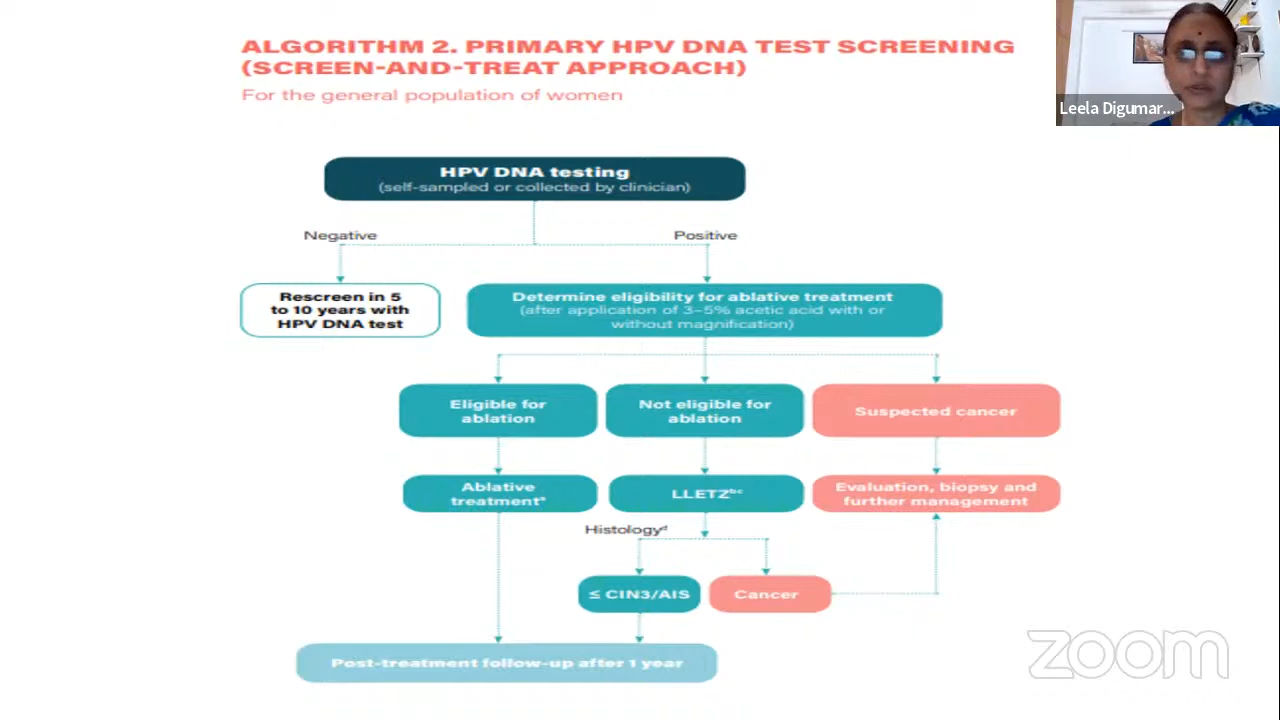 ALGORITHM 2. PRIMARY HPV DNA TEST SCREENING
(SCREEN-AND-TREAT APPROACH)
For the general population of women
Leela Digumar...
HPV DNA testing
(self-sampled or collected by clinician)
Negative
Positive
Rescreen in 5
to 10 years with
HPV DNA test
Determine eligibility for ablative treatment
(after application of 3–5% acetic acid with or
without magnification)
Eligible for
ablation
Not eligible for
ablation
Suspected cancer
Ablative
treatmentᵃ
LLETZᵇᶜ
Evaluation, biopsy and
further management
Histologyᵈ
≤ CIN3/AIS
Cancer
Post-treatment follow-up after 1 year
zoom